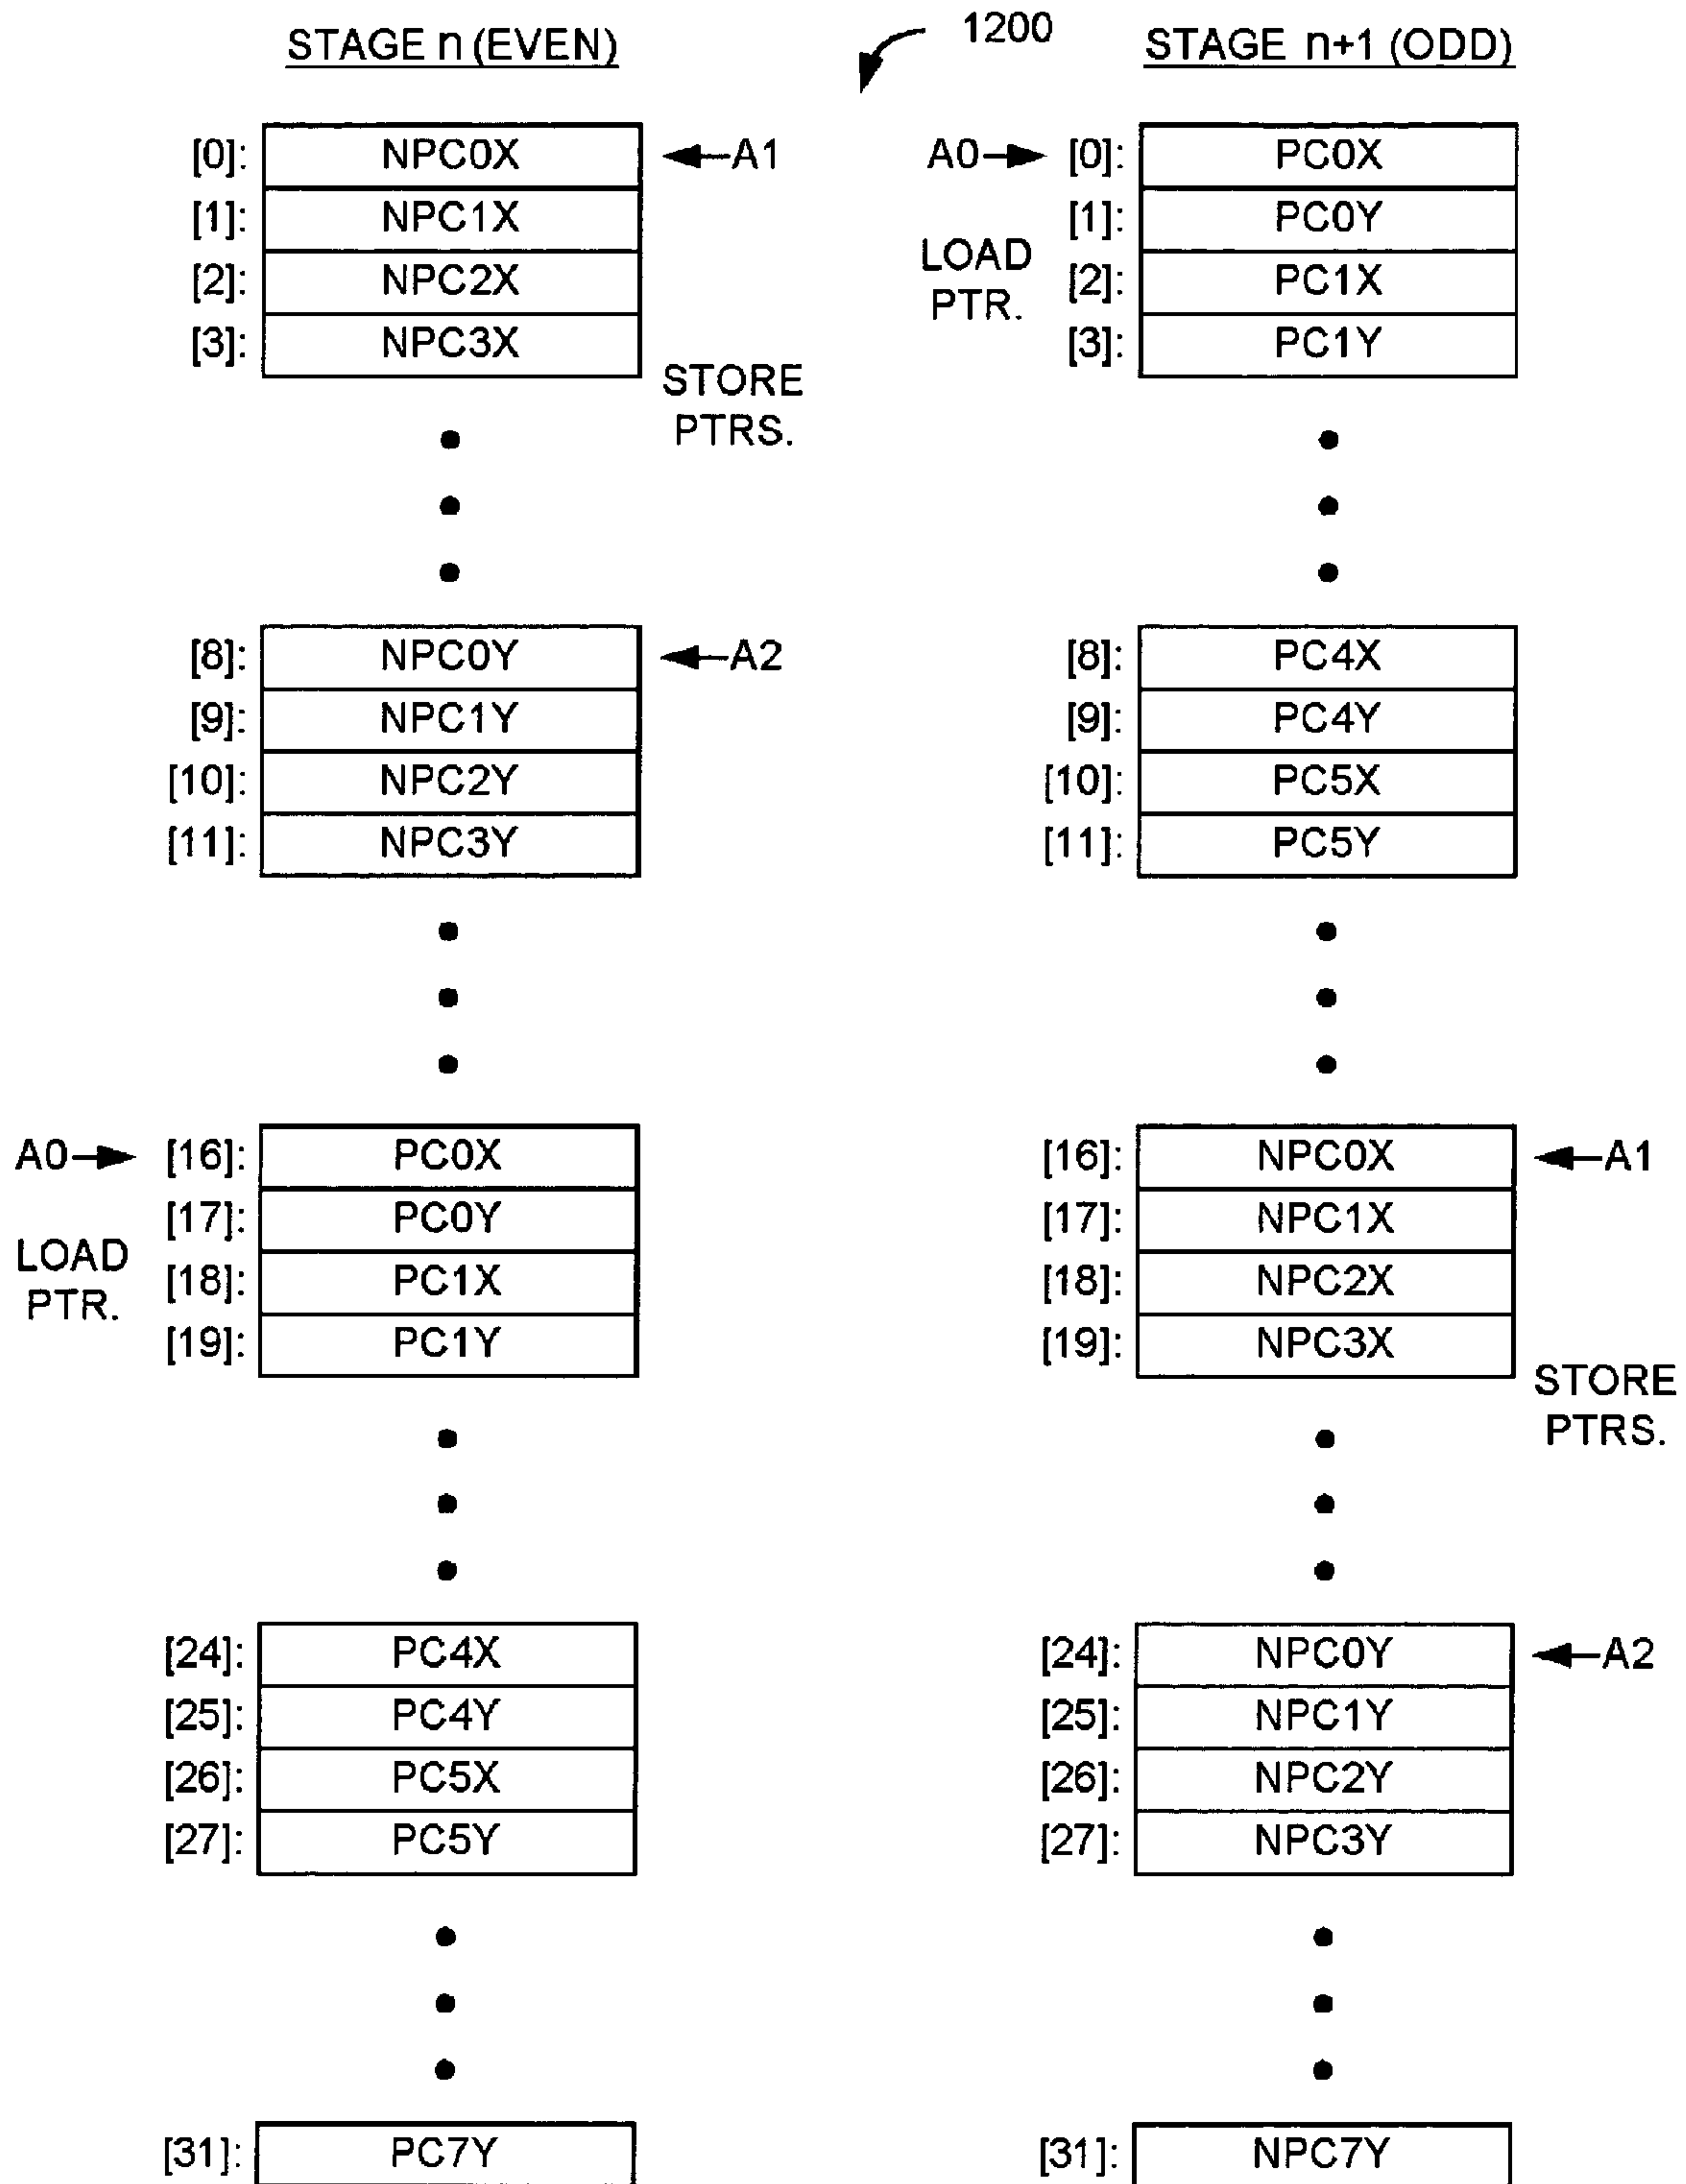 STAGE n (EVEN)
1200
STAGE n+1 (ODD)
[0]: NPC0X A1
[1]: NPC1X
[2]: NPC2X
[3]: NPC3X
STORE
PTRS.
[8]: NPC0Y A2
[9]: NPC1Y
[10]: NPC2Y
[11]: NPC3Y
A0 [16]: PC0X
[17]: PC0Y
[18]: PC1X
[19]: PC1Y
LOAD
PTR.
[24]: PC4X
[25]: PC4Y
[26]: PC5X
[27]: PC5Y
[31]: PC7Y
A0 [0]: PC0X
[1]: PC0Y
[2]: PC1X
[3]: PC1Y
LOAD
PTR.
[8]: PC4X
[9]: PC4Y
[10]: PC5X
[11]: PC5Y
[16]: NPC0X A1
[17]: NPC1X
[18]: NPC2X
[19]: NPC3X
STORE
PTRS.
[24]: NPC0Y A2
[25]: NPC1Y
[26]: NPC2Y
[27]: NPC3Y
[31]: NPC7Y